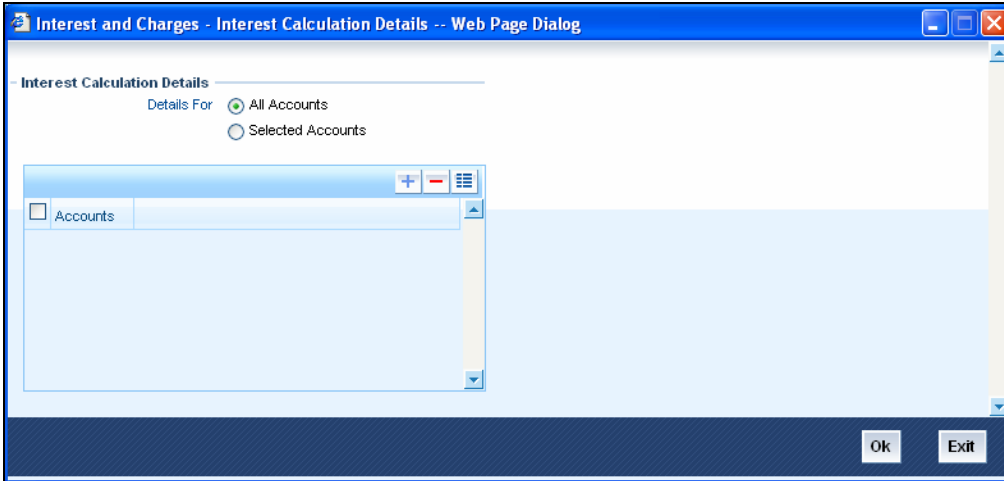 Interest and Charges - Interest Calculation Details -- Web Page Dialog
Interest Calculation Details
Details For All Accounts
Selected Accounts
Accounts
Ok Exit